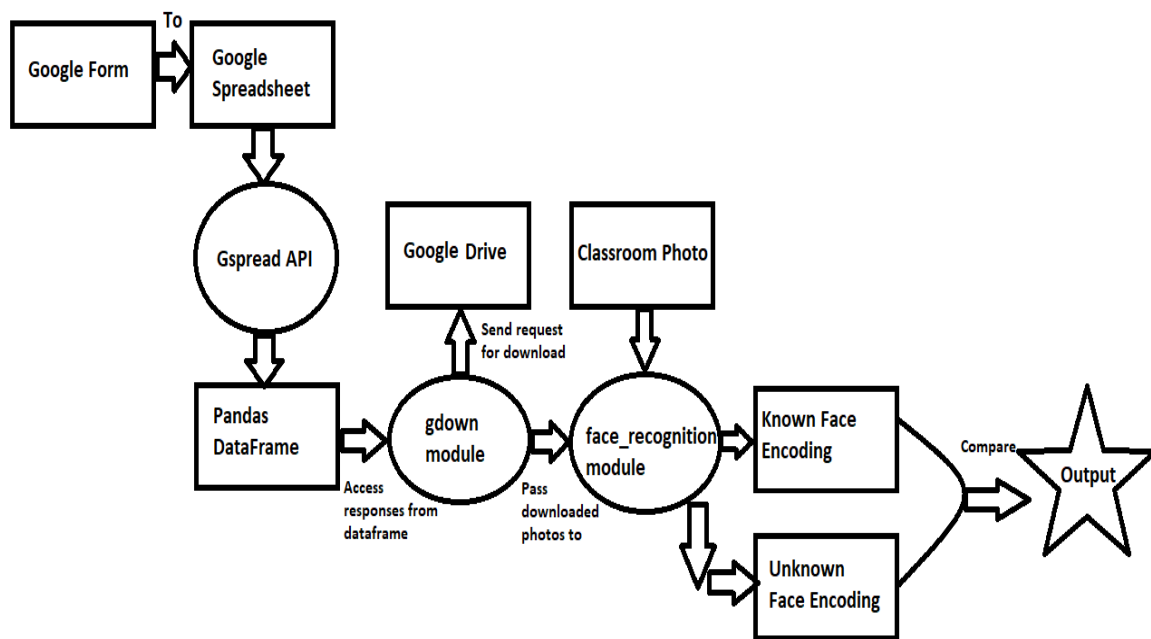 To
Google Form
Google
Spreadsheet
Gspread API
Google Drive
Classroom Photo
Send request
for download
Pandas
DataFrame
gdown
module
face_recognition
module
Known Face
Encoding
Compare
Output
Access
responses from
dataframe
Pass
downloaded
photos to
Unknown
Face Encoding